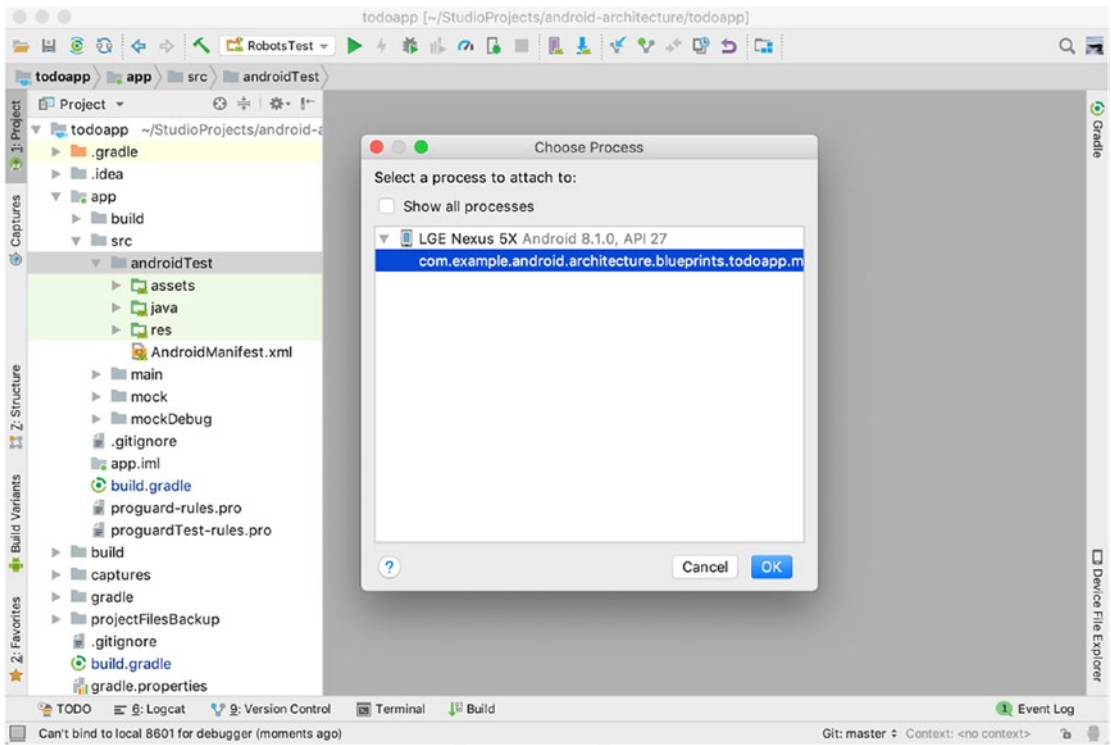 todoapp [~/StudioProjects/android-architecture/todoapp]
RobotsTest
todoapp app src androidTest
Project
todoapp ~/StudioProjects/android-a
.gradle
.idea
app
build
src
androidTest
assets
java
res
AndroidManifest.xml
main
mock
mockDebug
.gitignore
app.iml
build.gradle
proguard-rules.pro
proguardTest-rules.pro
build
captures
gradle
projectFilesBackup
.gitignore
build.gradle
gradle.properties
1: Project
Captures
Z: Structure
Build Variants
2: Favorites
Choose Process
Select a process to attach to:
Show all processes
LGE Nexus 5X Android 8.1.0, API 27
com.example.android.architecture.blueprints.todoapp.m
?
Cancel OK
Gradle
Device File Explorer
TODO 6: Logcat 9: Version Control Terminal Build 1 Event Log
Can't bind to local 8601 for debugger (moments ago) Git: master Context: <no context>